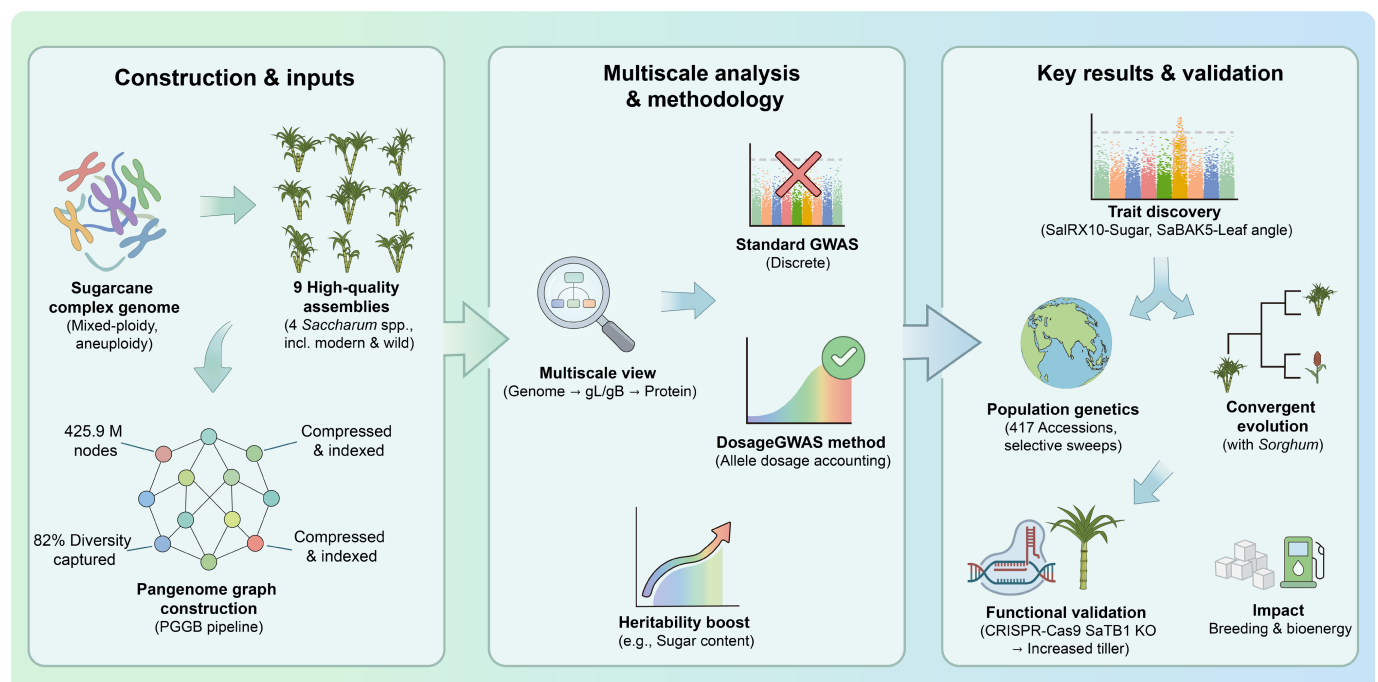 Construction & inputs
Sugarcane
complex genome
(Mixed-ploidy,
aneuploidy)
9 High-quality
assemblies
(4 Saccharum spp.,
incl. modern & wild)
425.9 M
nodes
Compressed
& indexed
82% Diversity
captured
Compressed
& indexed
Pangenome graph
construction
(PGGB pipeline)
Multiscale analysis
& methodology
Multiscale view
(Genome → gL/gB → Protein)
Standard GWAS
(Discrete)
DosageGWAS method
(Allele dosage accounting)
Heritability boost
(e.g., Sugar content)
Key results & validation
Trait discovery
(SalRX10-Sugar, SaBAK5-Leaf angle)
Population genetics
(417 Accessions,
selective sweeps)
Convergent
evolution
(with Sorghum)
Functional validation
(CRISPR-Cas9 SaTB1 KO
→ Increased tiller)
Impact
Breeding & bioenergy